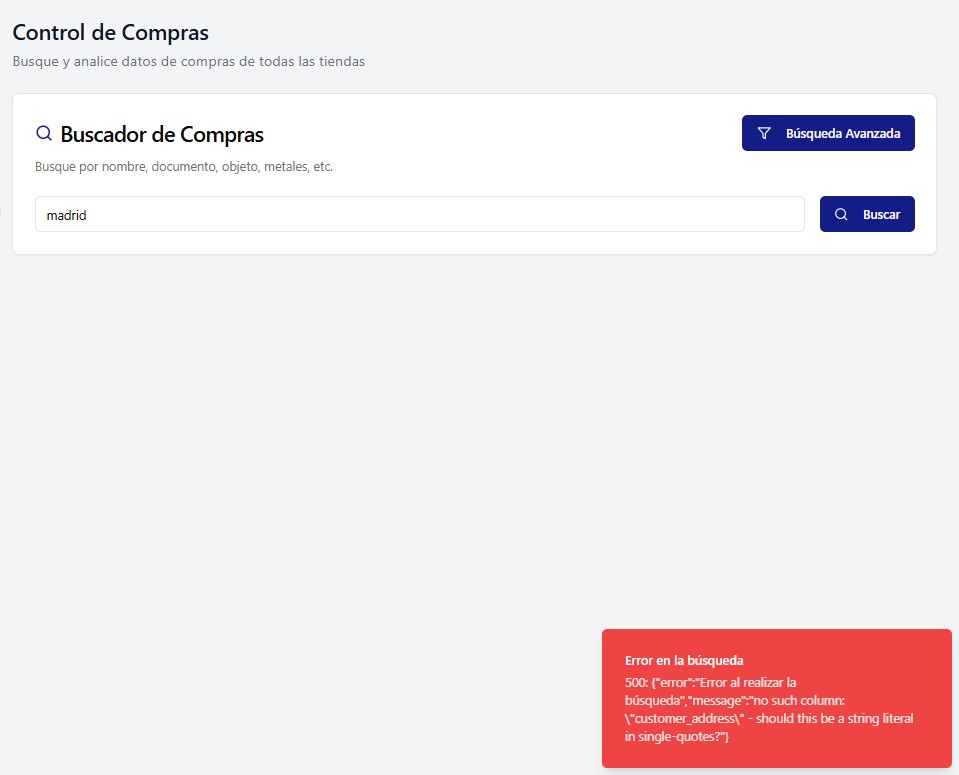 Control de Compras
Busque y analice datos de compras de todas las tiendas
Buscador de Compras
Búsqueda Avanzada
Busque por nombre, documento, objeto, metales, etc.
madrid
Buscar
Error en la búsqueda
500: {"error":"Error al realizar la
búsqueda","message":"no such column:
\"customer_address\" - should this be a string literal
in single-quotes?"}